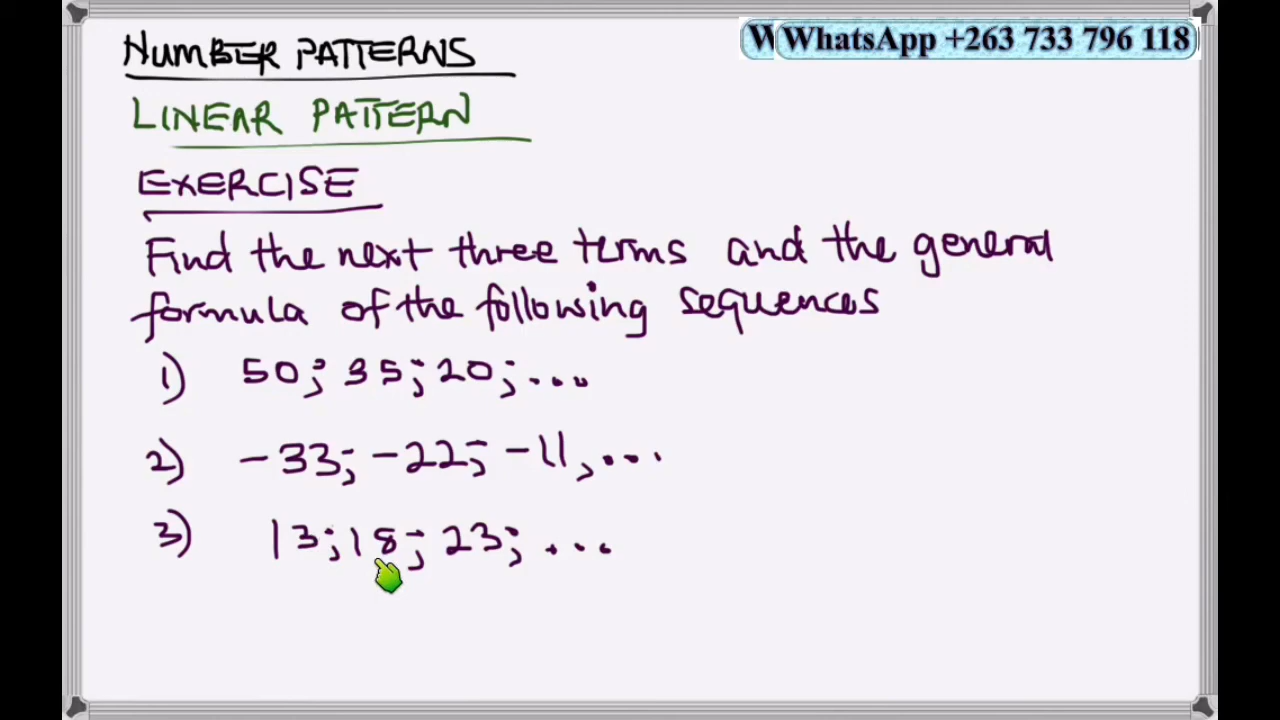 NUMBER PATTERNS
WWhatsApp +263 733 796 118
LINEAR PATTERN
EXERCISE
Find the next three terms and the general
formula of the following sequences
1) 50; 35; 20; ...
2) -33; -22; -11, ...
3) 13; 18; 23; ...